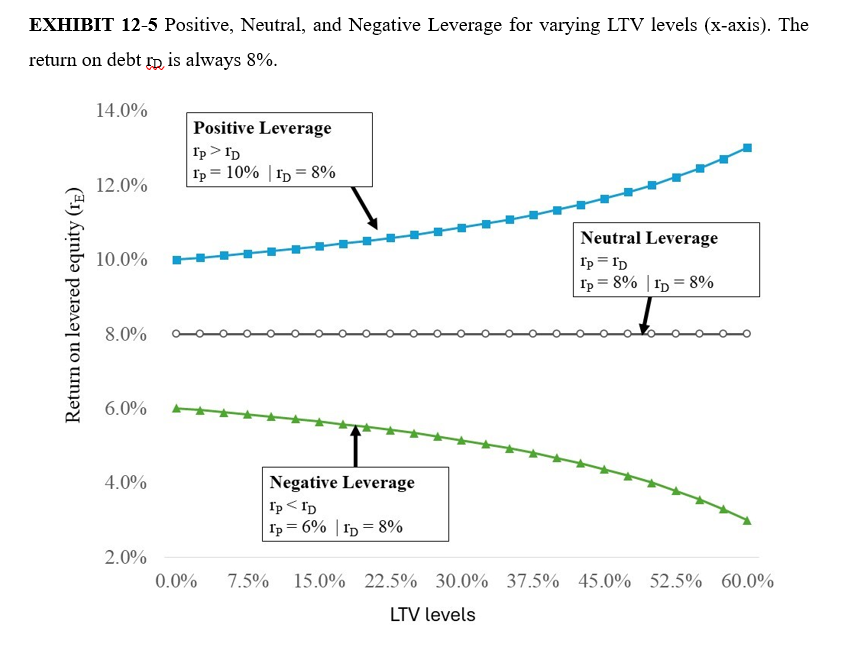 EXHIBIT 12-5 Positive, Neutral, and Negative Leverage for varying LTV levels (x-axis). The
return on debt rD is always 8%.
14.0%
Positive Leverage
rP > rD
rP = 10% | rD = 8%
12.0%
10.0%
Neutral Leverage
rP = rD
rP = 8% | rD = 8%
8.0%
Return on levered equity (rE)
6.0%
4.0%
Negative Leverage
rP < rD
rP = 6% | rD = 8%
2.0%
0.0% 7.5% 15.0% 22.5% 30.0% 37.5% 45.0% 52.5% 60.0%
LTV levels